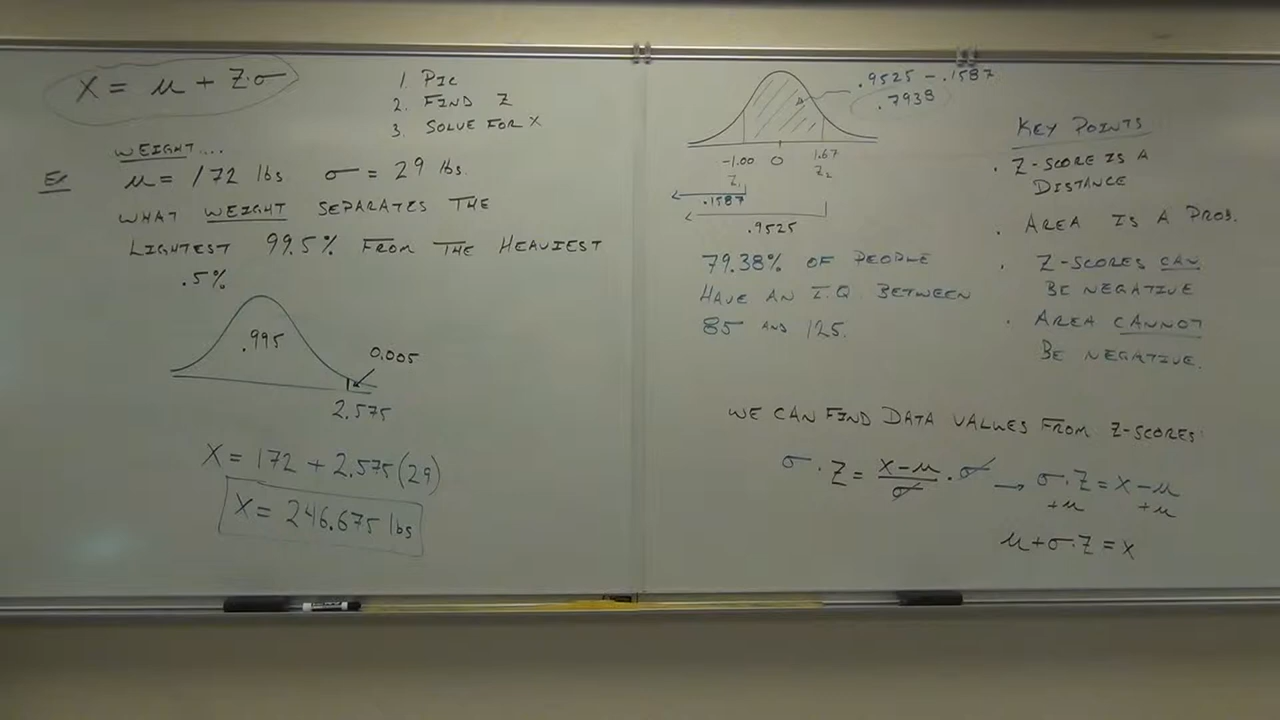 X = μ + Z·σ
1. PIC
2. FIND Z
3. SOLVE FOR X
WEIGHT....
EX μ = 172 lbs σ = 29 lbs.
WHAT WEIGHT SEPARATES THE
LIGHTEST 99.5% FROM THE HEAVIEST
.5%
.995
0.005
2.575
X = 172 + 2.575(29)
X = 246.675 lbs
.9525 - .1587
.7938
-1.00 0 1.67
Z₁ Z₂
.1587
.9525
79.38% OF PEOPLE
HAVE AN I.Q. BETWEEN
85 AND 125.
KEY POINTS
· Z-SCORE IS A
DISTANCE
· AREA IS A PROB.
· Z-SCORES CAN
BE NEGATIVE
· AREA CANNOT
BE NEGATIVE.
WE CAN FIND DATA VALUES FROM Z-SCORES:
σ · Z = (X-μ)/σ · σ → σ·Z = X-μ
+μ +μ
μ+σ·Z = X